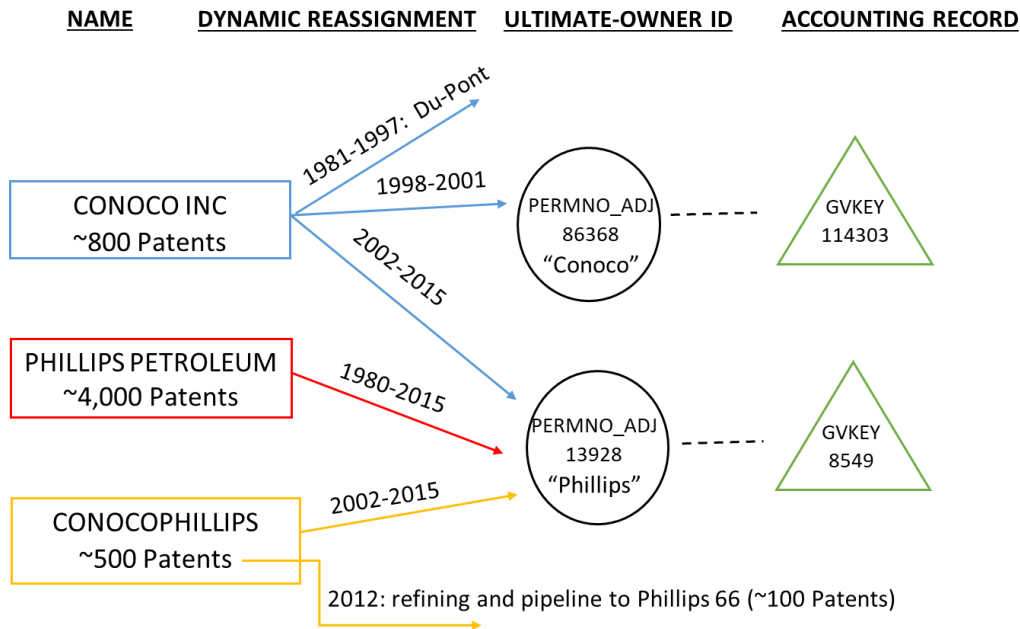 NAME
DYNAMIC REASSIGNMENT
ULTIMATE-OWNER ID
ACCOUNTING RECORD
1981-1997: Du-Pont
1998-2001
2002-2015
CONOCO INC
~800 Patents
PERMNO_ADJ
86368
“Conoco”
GVKEY
114303
PHILLIPS PETROLEUM
~4,000 Patents
1980-2015
PERMNO_ADJ
13928
“Phillips”
GVKEY
8549
CONOCOPHILLIPS
~500 Patents
2002-2015
2012: refining and pipeline to Phillips 66 (~100 Patents)